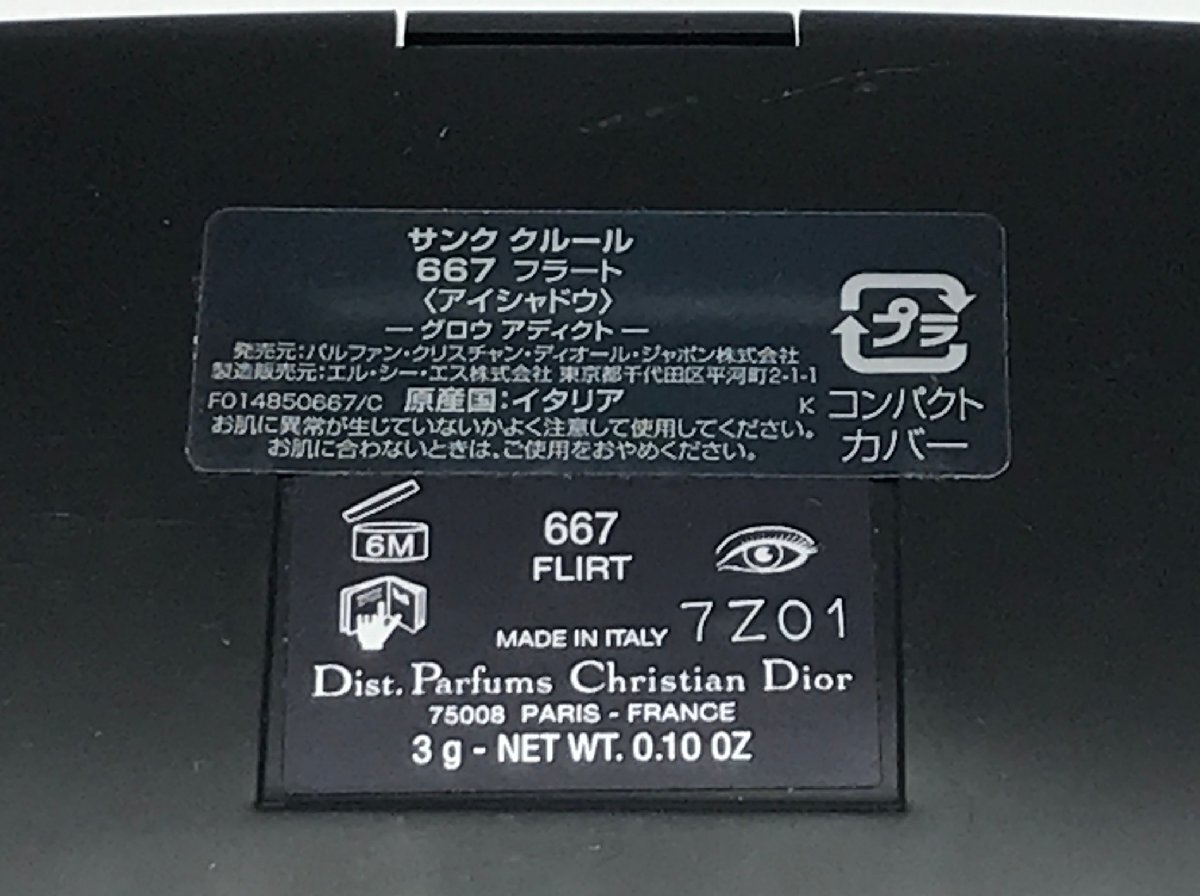 サンク クルール
667 フラート
〈アイシャドウ〉
— グロウ アディクト —
発売元:パルファン・クリスチャン・ディオール・ジャポン株式会社
製造販売元:エル・シー・エス株式会社 東京都千代田区平河町2-1-1
F014850667/C 原産国:イタリア K
お肌に異常が生じていないかよく注意して使用してください。
お肌に合わないときは、ご使用をおやめください。
プラ
コンパクト
カバー
6M
667
FLIRT
MADE IN ITALY 7Z01
Dist. Parfums Christian Dior
75008 PARIS - FRANCE
3 g - NET WT. 0.10 OZ